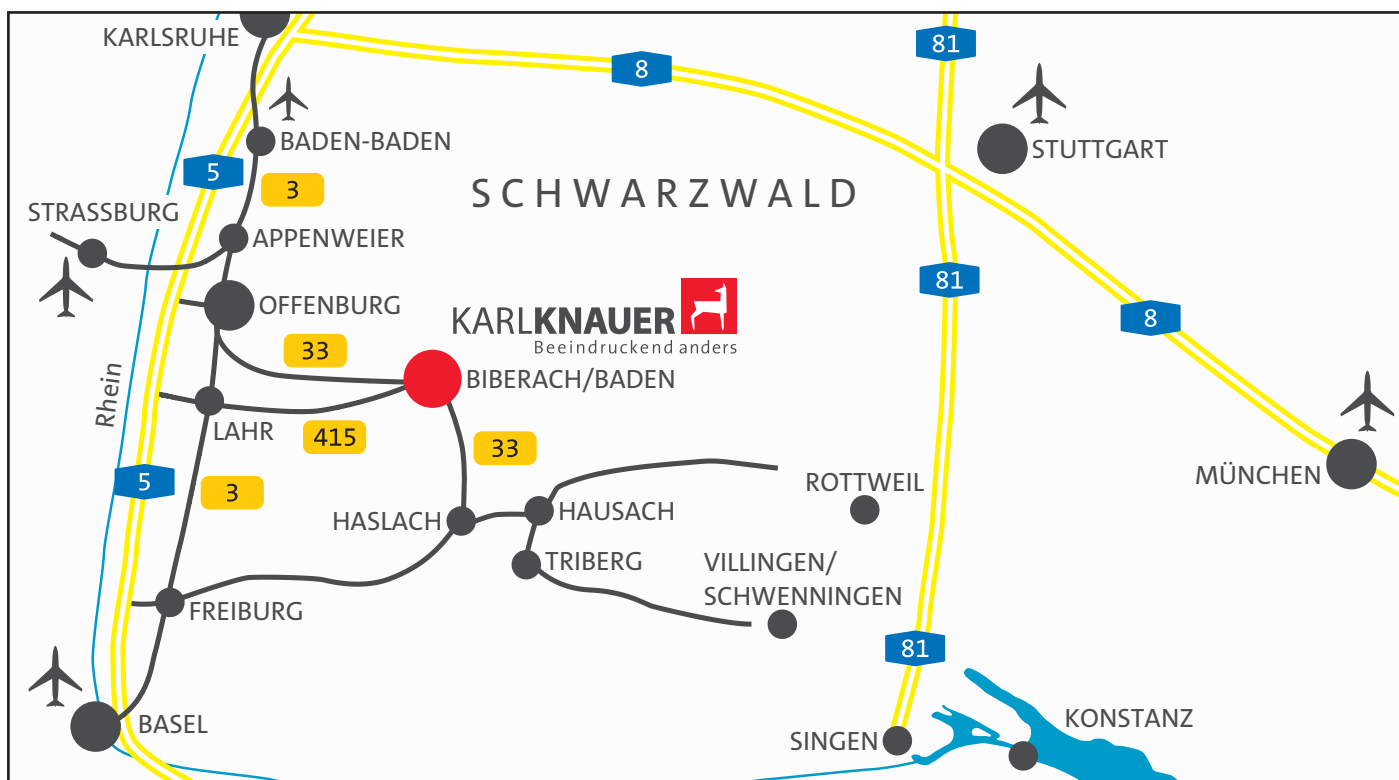 KARLSRUHE
81
8
BADEN-BADEN
STUTTGART
5
3
SCHWARZWALD
STRASSBURG
APPENWEIER
81
OFFENBURG
KARLKNAUER
Beeindruckend anders
8
33
BIBERACH/BADEN
Rhein
LAHR
415
33
5
3
ROTTWEIL
MÜNCHEN
HASLACH
HAUSACH
TRIBERG
VILLINGEN/
SCHWENNINGEN
FREIBURG
81
BASEL
SINGEN
KONSTANZ